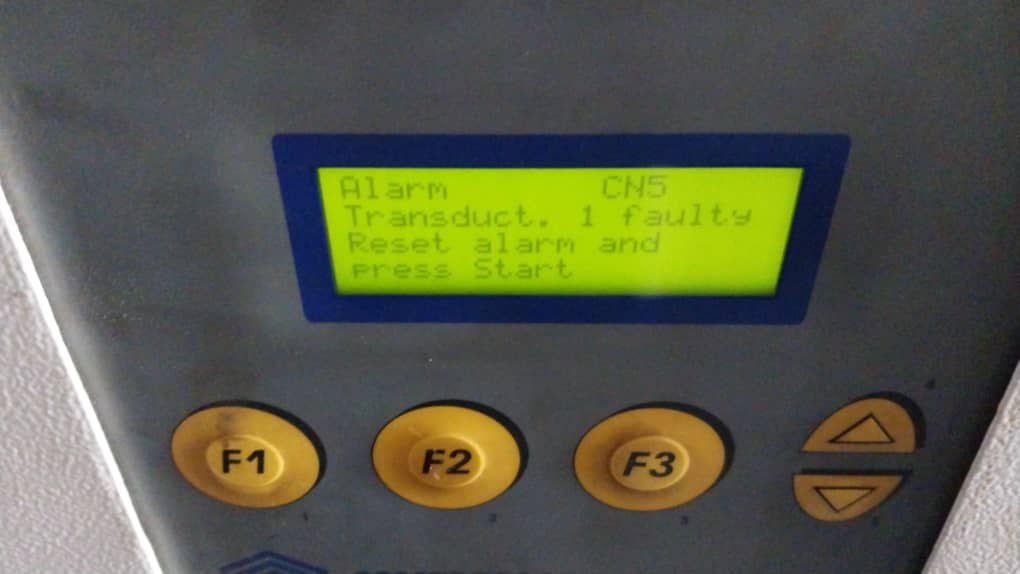 Alarm CN5
Transduct. 1 faulty
Reset alarm and
press Start
F1 F2 F3